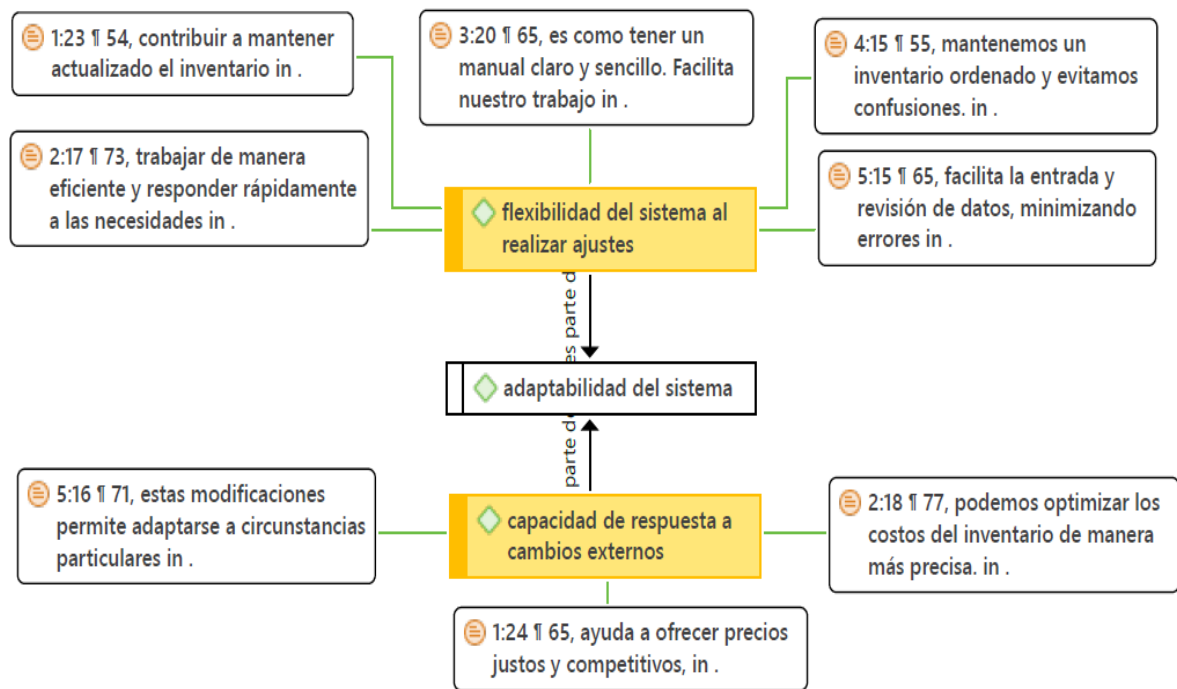 1:23 ¶ 54, contribuir a mantener
actualizado el inventario in .
3:20 ¶ 65, es como tener un
manual claro y sencillo. Facilita
nuestro trabajo in .
4:15 ¶ 55, mantenemos un
inventario ordenado y evitamos
confusiones. in .
2:17 ¶ 73, trabajar de manera
eficiente y responder rápidamente
a las necesidades in .
5:15 ¶ 65, facilita la entrada y
revisión de datos, minimizando
errores in .
flexibilidad del sistema al
realizar ajustes
es parte d
adaptabilidad del sistema
parte de
5:16 ¶ 71, estas modificaciones
permite adaptarse a circunstancias
particulares in .
capacidad de respuesta a
cambios externos
2:18 ¶ 77, podemos optimizar los
costos del inventario de manera
más precisa. in .
1:24 ¶ 65, ayuda a ofrecer precios
justos y competitivos, in .